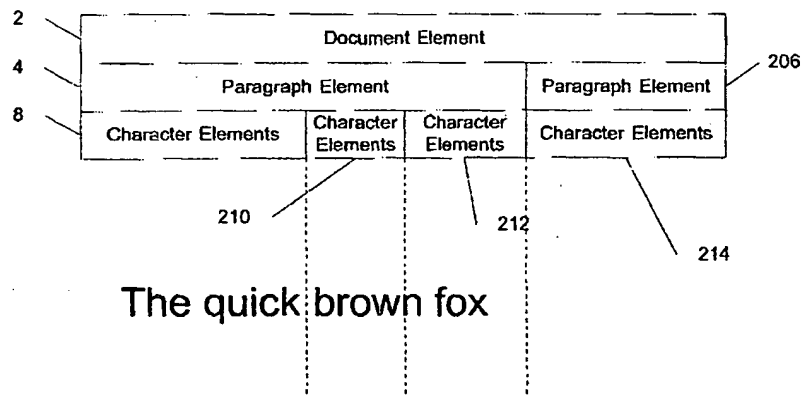 2
Document Element
4
Paragraph Element Paragraph Element
206
8
Character Elements Character Elements Character Elements Character Elements
210
212
214
The quick brown fox